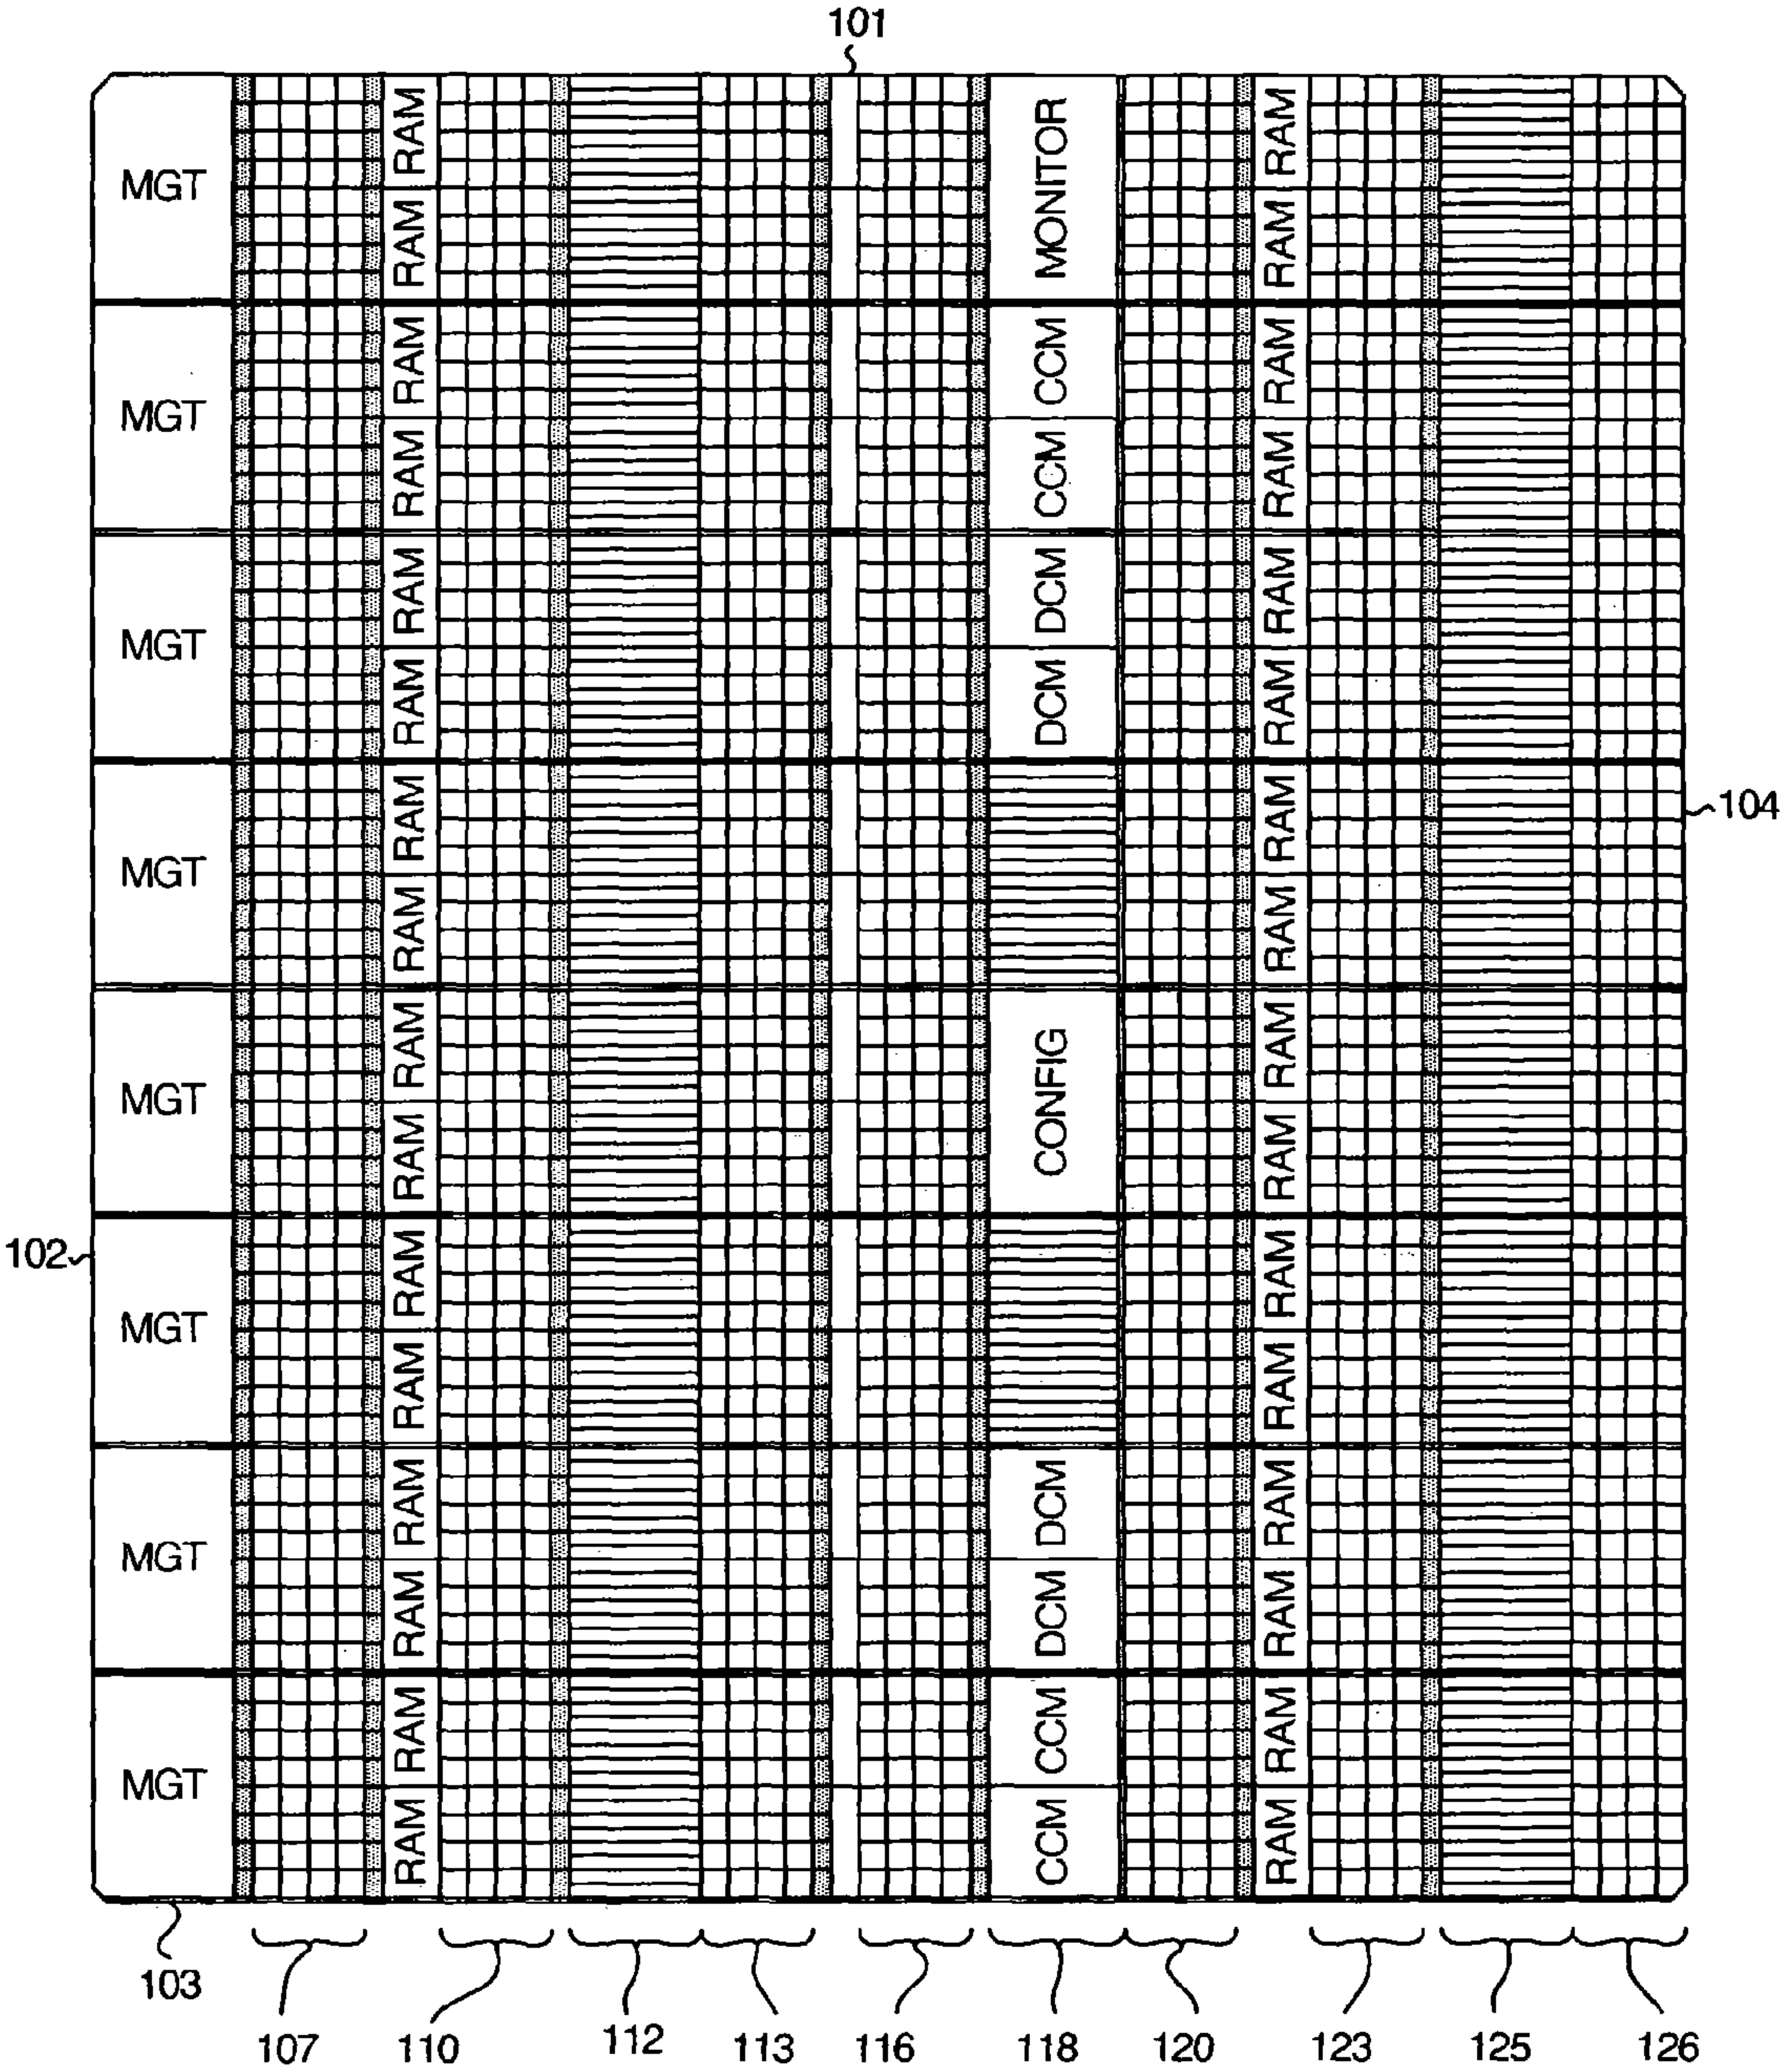 101
MGT RAM RAM MONITOR RAM RAM
MGT RAM RAM CCM CCM RAM RAM
MGT RAM RAM DCM DCM RAM RAM
MGT RAM RAM RAM RAM
104
MGT RAM RAM CONFIG RAM RAM
102
MGT RAM RAM RAM RAM
MGT RAM RAM DCM DCM RAM RAM
MGT RAM RAM CCM CCM RAM RAM
103
107 110 112 113 116 118 120 123 125 126